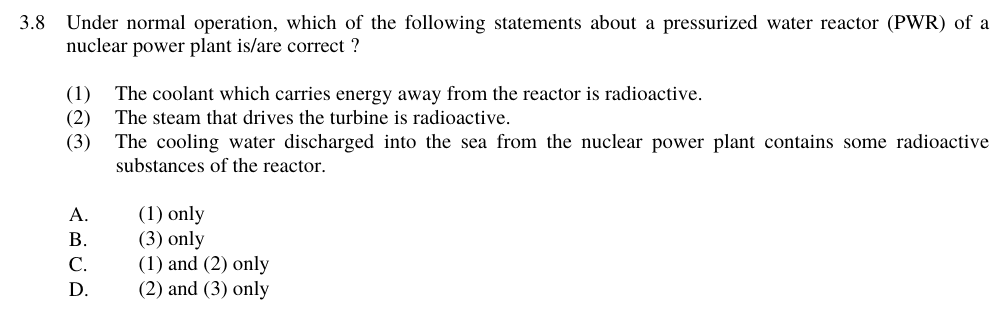 3.8 Under normal operation, which of the following statements about a pressurized water reactor (PWR) of a
nuclear power plant is/are correct ?
(1) The coolant which carries energy away from the reactor is radioactive.
(2) The steam that drives the turbine is radioactive.
(3) The cooling water discharged into the sea from the nuclear power plant contains some radioactive
substances of the reactor.
A. (1) only
B. (3) only
C. (1) and (2) only
D. (2) and (3) only